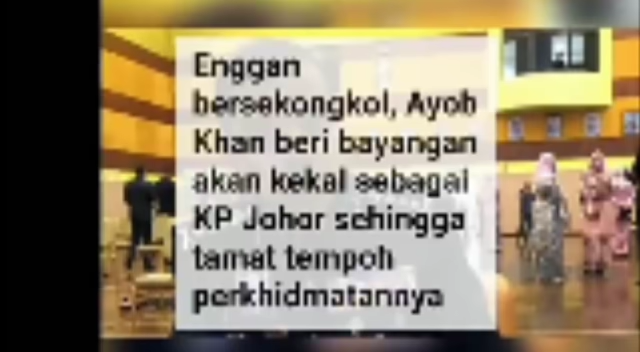 Enggan
bersekongkol, Ayob
Khan beri bayangan
akan kekal sebagai
KP Johor sehingga
tamat tempoh
perkhidmatannya